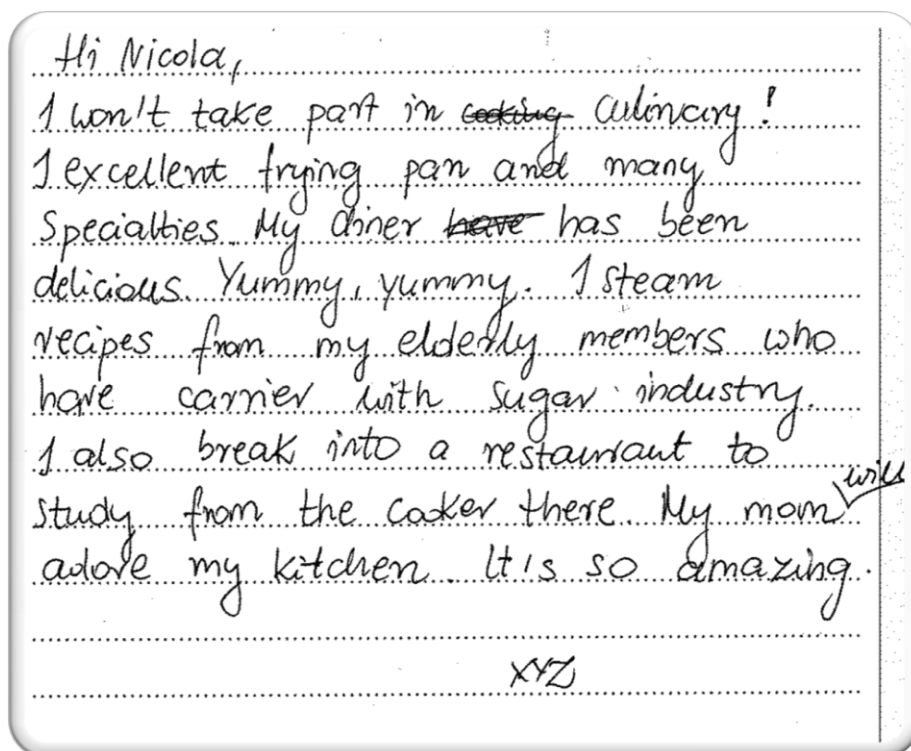 Hi Nicola,
I won't take part in cooking culinary!
I excellent frying pan and many
specialties. My diner have has been
delicious. Yummy, yummy. I steam
recipes from my elderly members who
have carrier with sugar industry.
I also break into a restaurant to
study from the cooker there. My mom will
adore my kitchen. It is so amazing.
XYZ